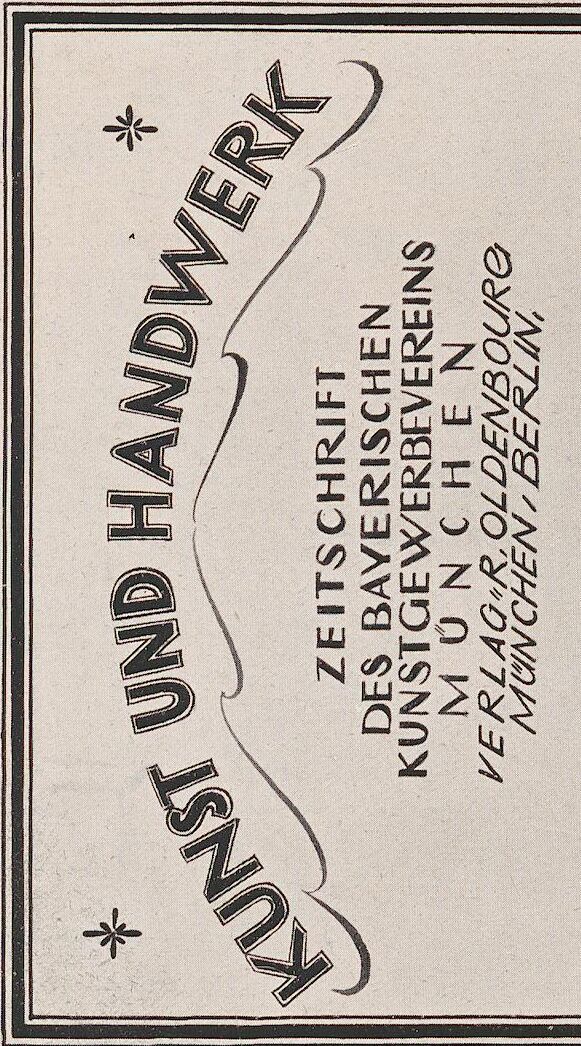 KUNST UND HANDWERK
ZEITSCHRIFT
DES BAYERISCHEN
KUNSTGEWERBEVEREINS
MÜNCHEN
VERLAG R. OLDENBOURG
MÜNCHEN, BERLIN.